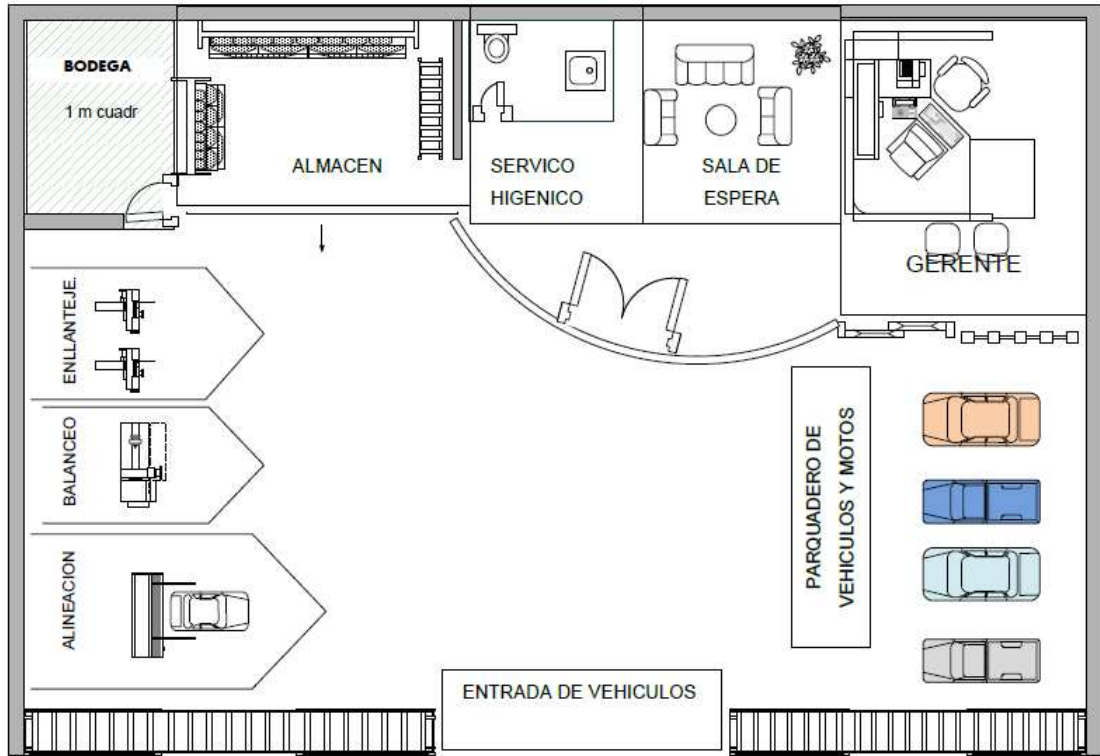 BODEGA
1 m cuadr
ALMACEN
SERVICO
HIGENICO
SALA DE
ESPERA
GERENTE
ENLLANTEJE.
BALANCEO
ALINEACION
PARQUADERO DE
VEHICULOS Y MOTOS
ENTRADA DE VEHICULOS